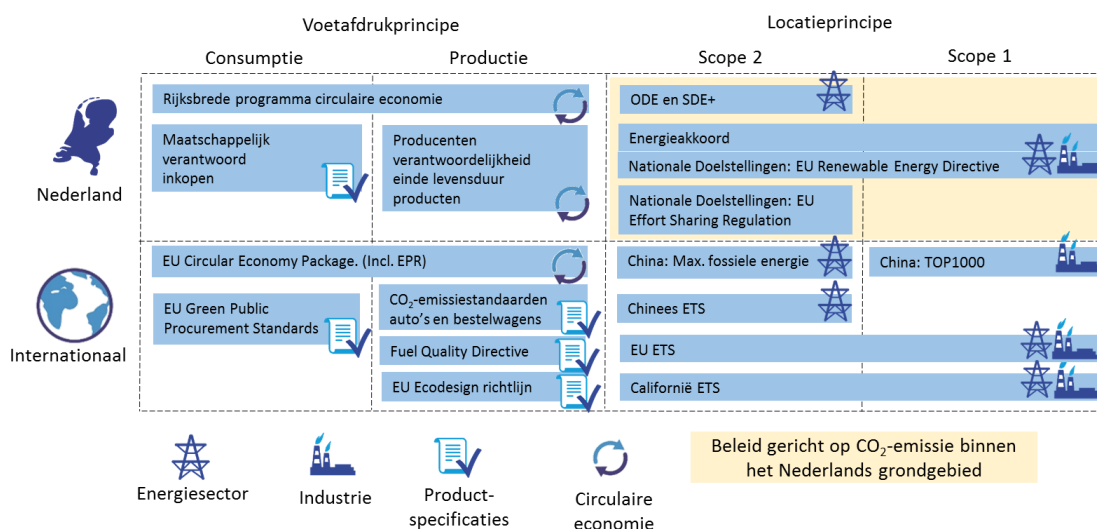 Voetafdrukprincipe
Locatieprincipe
Consumptie
Productie
Scope 2
Scope 1
Nederland
Rijksbrede programma circulaire economie
Maatschappelijk
verantwoord
inkopen
Producenten
verantwoordelijkheid
einde levensduur
producten
ODE en SDE+
Energieakkoord
Nationale Doelstellingen: EU Renewable Energy Directive
Nationale Doelstellingen: EU
Effort Sharing Regulation
Internationaal
EU Circular Economy Package. (Incl. EPR)
EU Green Public
Procurement Standards
CO₂-emissiestandaarden
auto's en bestelwagens
Fuel Quality Directive
EU Ecodesign richtlijn
China: Max. fossiele energie
China: TOP1000
Chinees ETS
EU ETS
Californië ETS
Energiesector
Industrie
Product-
specificaties
Circulaire
economie
Beleid gericht op CO₂-emissie binnen
het Nederlands grondgebied